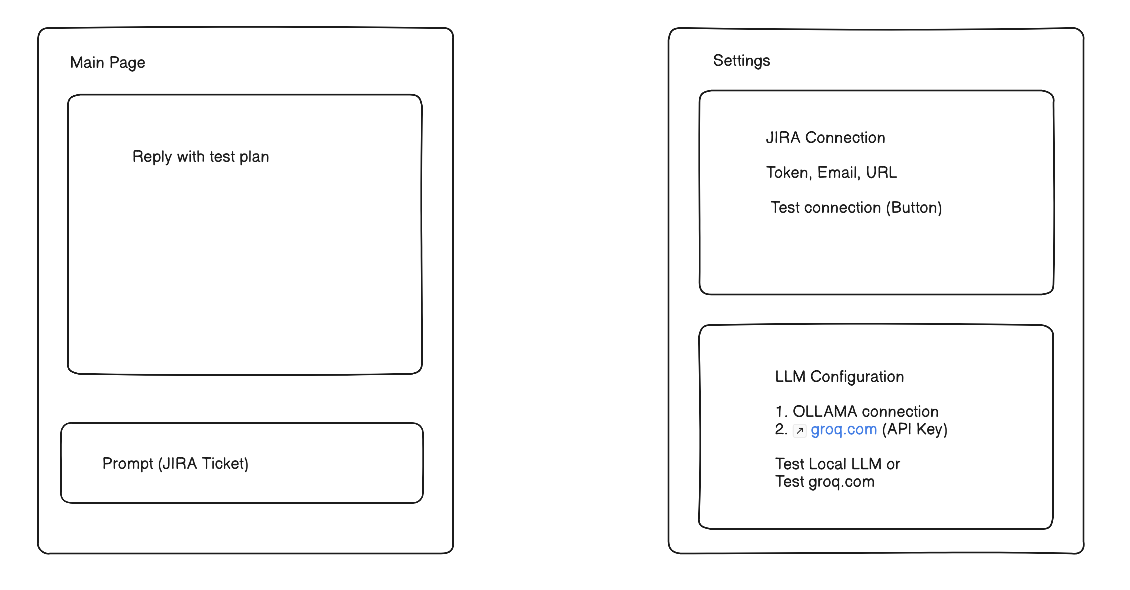 Main Page
Reply with test plan
Prompt (JIRA Ticket)
Settings
JIRA Connection
Token, Email, URL
Test connection (Button)
LLM Configuration
1. OLLAMA connection
2. groq.com (API Key)
Test Local LLM or
Test groq.com